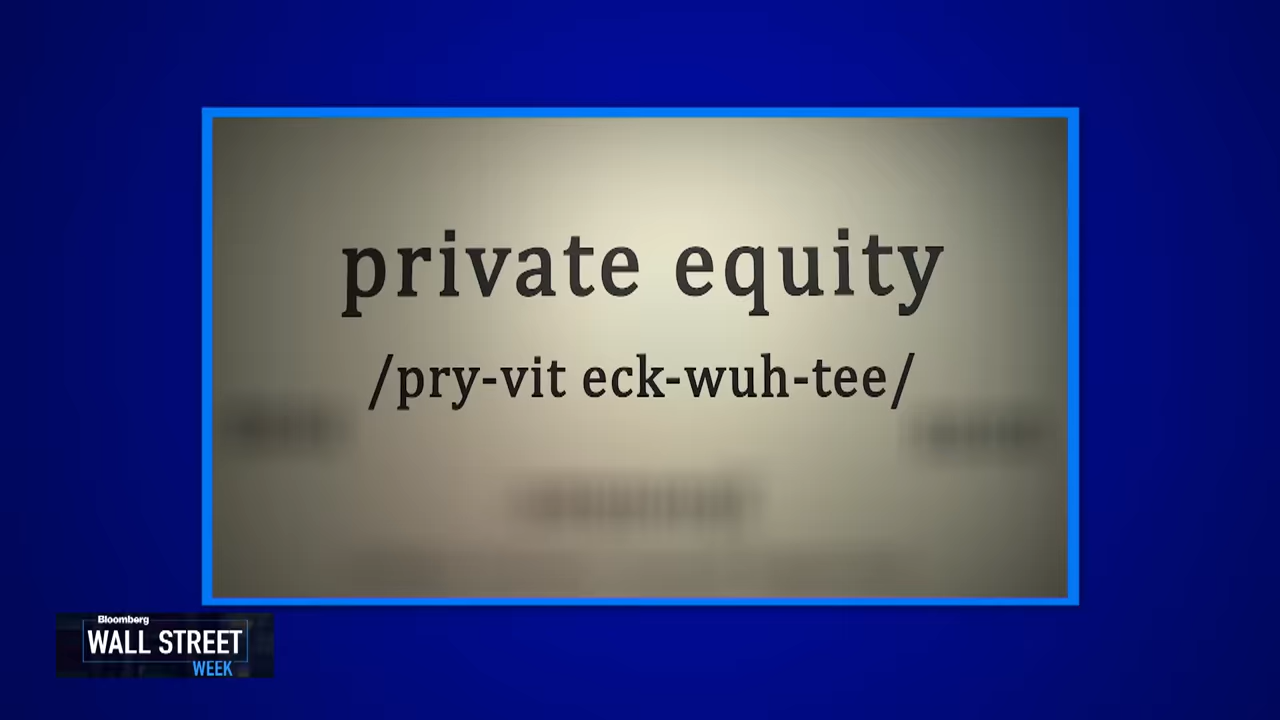 private equity
/pry-vit eck-wuh-tee/
Bloomberg
WALL STREET
WEEK